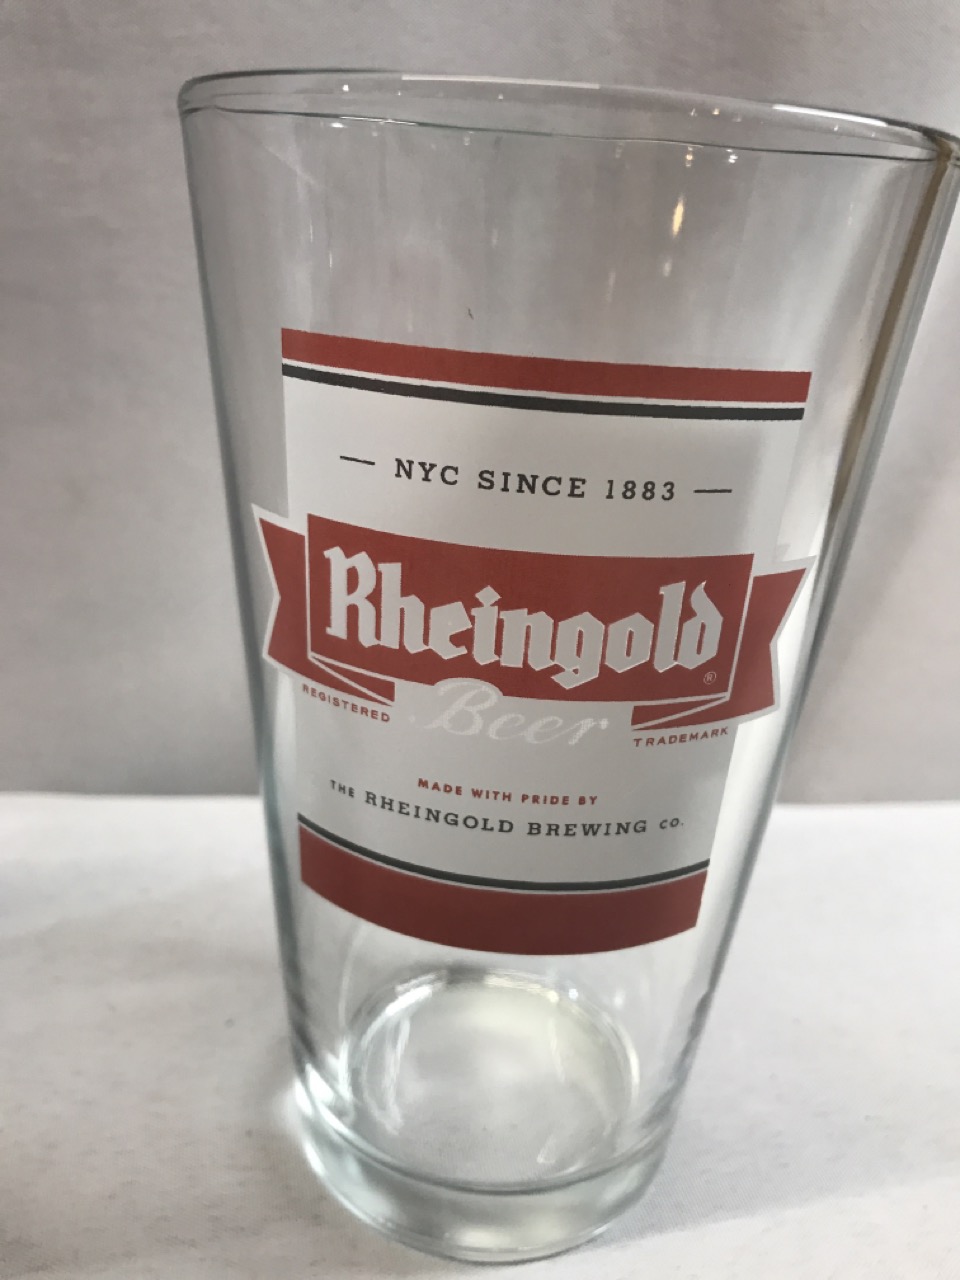 — NYC SINCE 1883 —
Rheingold®
Beer
REGISTERED TRADEMARK
MADE WITH PRIDE BY
THE RHEINGOLD BREWING CO.